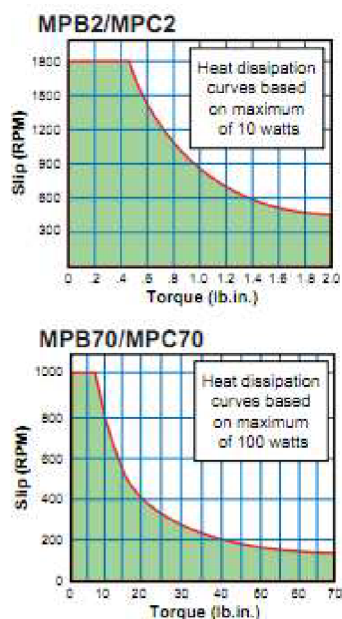 MPB2/MPC2
Heat dissipation
curves based
on maximum
of 10 watts
Slip (RPM)
1800
1500
1200
900
600
300
0 .2 .4 .6 .8 1.0 1.2 1.4 1.6 1.8 2.0
Torque (lb.in.)
MPB70/MPC70
Heat dissipation
curves based
on maximum
of 100 watts
Slip (RPM)
1000
800
600
400
200
0
0 10 20 30 40 50 60 70
Torque (lb.in.)